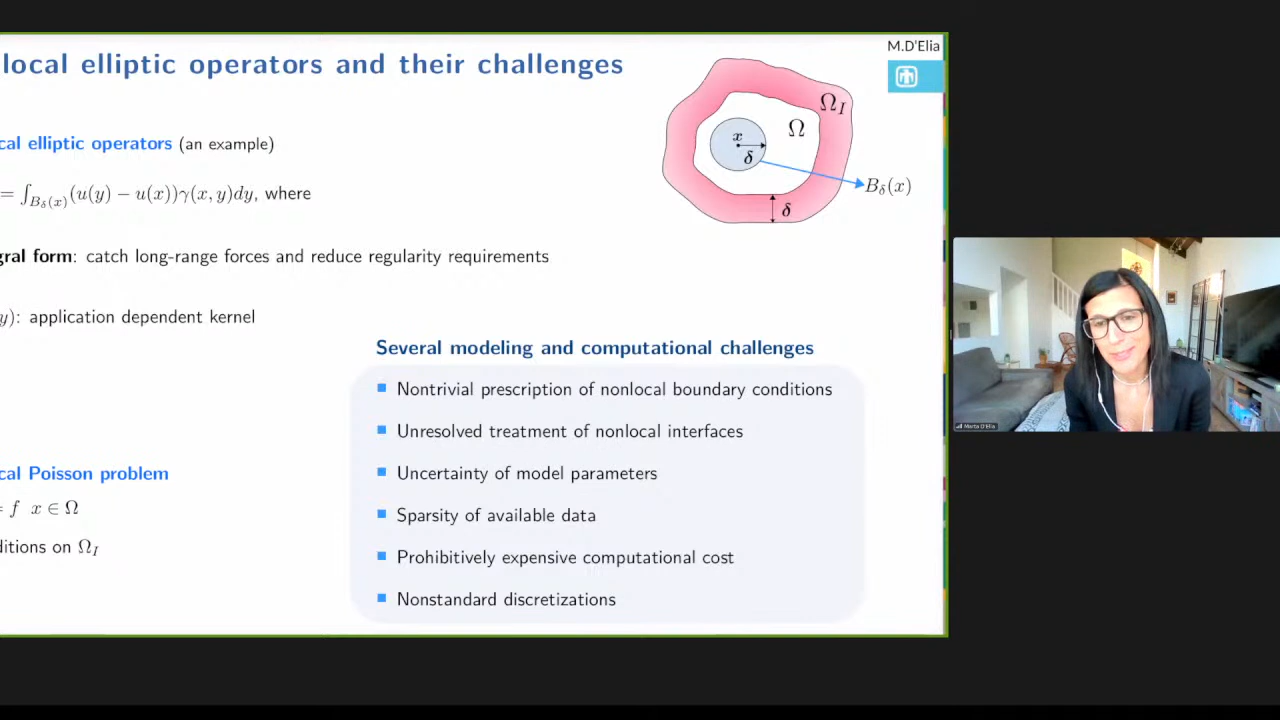 M.D'Elia
local elliptic operators and their challenges
Ω_I
Ω
x
δ
B_δ(x)
δ
cal elliptic operators (an example)
= ∫_{B_δ(x)} (u(y) − u(x))γ(x, y)dy, where
gral form: catch long-range forces and reduce regularity requirements
y): application dependent kernel
Several modeling and computational challenges
Nontrivial prescription of nonlocal boundary conditions
Unresolved treatment of nonlocal interfaces
Uncertainty of model parameters
Sparsity of available data
Prohibitively expensive computational cost
Nonstandard discretizations
cal Poisson problem
= f x ∈ Ω
ditions on Ω_I
Marta D'Elia